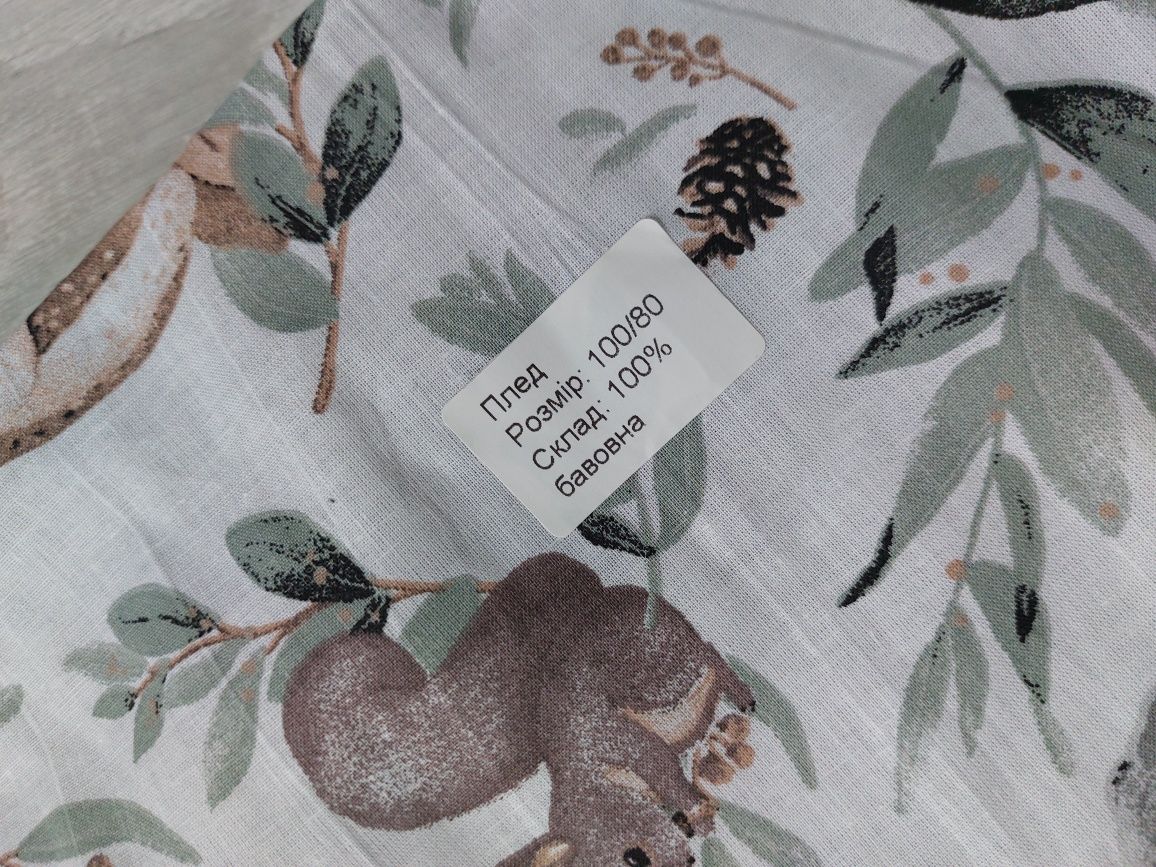 Плед
Розмір: 100/80
Склад: 100%
бавовна